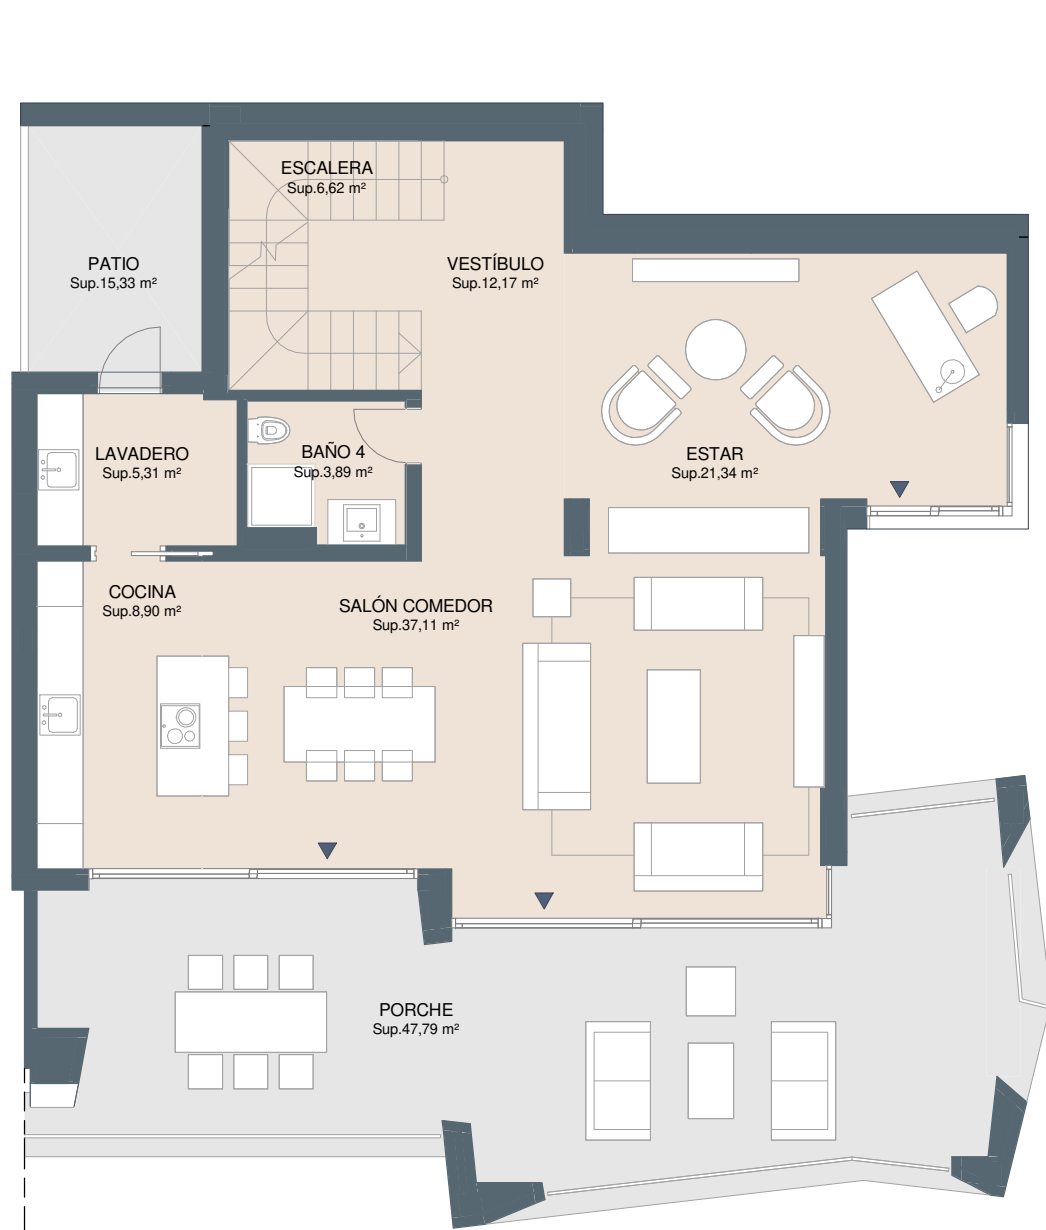 ESCALERA
Sup.6,62 m²
PATIO
Sup.15,33 m²
VESTÍBULO
Sup.12,17 m²
LAVADERO
Sup.5,31 m²
BAÑO 4
Sup.3,89 m²
ESTAR
Sup.21,34 m²
COCINA
Sup.8,90 m²
SALÓN COMEDOR
Sup.37,11 m²
PORCHE
Sup.47,79 m²